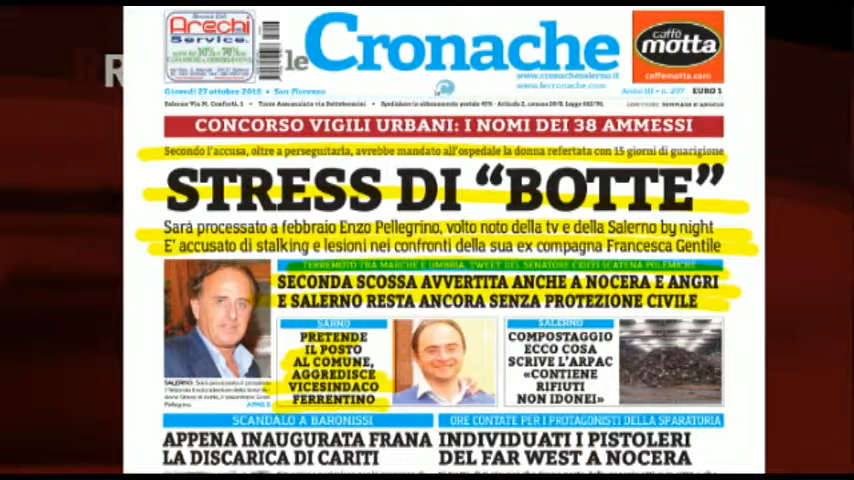 Arechi
Service
le Cronache
www.cronachesalerno.it
www.lecronache.com
caffè
motta
caffemotta.com
Giovedì 27 ottobre 2016 • San Fiorenzo
Anno III • n. 297 EURO 1
CONCORSO VIGILI URBANI: I NOMI DEI 38 AMMESSI
Secondo l'accusa, oltre a perseguitarla, avrebbe mandato all'ospedale la donna refertata con 15 giorni di guarigione
STRESS DI “BOTTE”
Sarà processato a febbraio Enzo Pellegrino, volto noto della tv e della Salerno by night
E' accusato di stalking e lesioni nei confronti della sua ex compagna Francesca Gentile
TERREMOTO TRA MARCHE E UMBRIA. TWEET DEL SENATORE CIOFFI SCATENA POLEMICHE
SECONDA SCOSSA AVVERTITA ANCHE A NOCERA E ANGRI
E SALERNO RESTA ANCORA SENZA PROTEZIONE CIVILE
SARNO
PRETENDE
IL POSTO
AL COMUNE,
AGGREDISCE
VICESINDACO
FERRENTINO
SALERNO
COMPOSTAGGIO
ECCO COSA
SCRIVE L'ARPAC
«CONTIENE
RIFIUTI
NON IDONEI»
SCANDALO A BARONISSI
APPENA INAUGURATA FRANA
LA DISCARICA DI CARITI
ORE CONTATE PER I PROTAGONISTI DELLA SPARATORIA
INDIVIDUATI I PISTOLERI
DEL FAR WEST A NOCERA